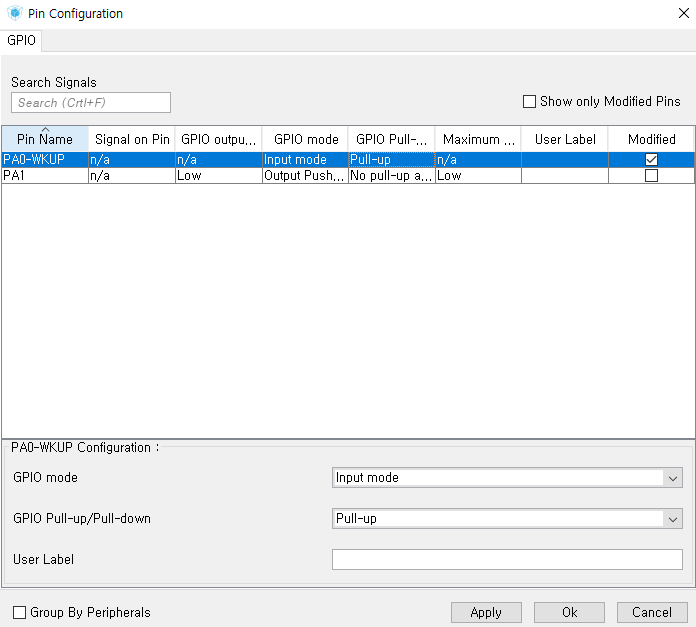 Pin Configuration
GPIO
Search Signals
Search (Crtl+F)
Show only Modified Pins
Pin Name Signal on Pin GPIO outpu... GPIO mode GPIO Pull-... Maximum ... User Label Modified
PA0-WKUP n/a n/a Input mode Pull-up n/a
PA1 n/a Low Output Push... No pull-up a... Low
PA0-WKUP Configuration :
GPIO mode Input mode
GPIO Pull-up/Pull-down Pull-up
User Label
Group By Peripherals Apply Ok Cancel